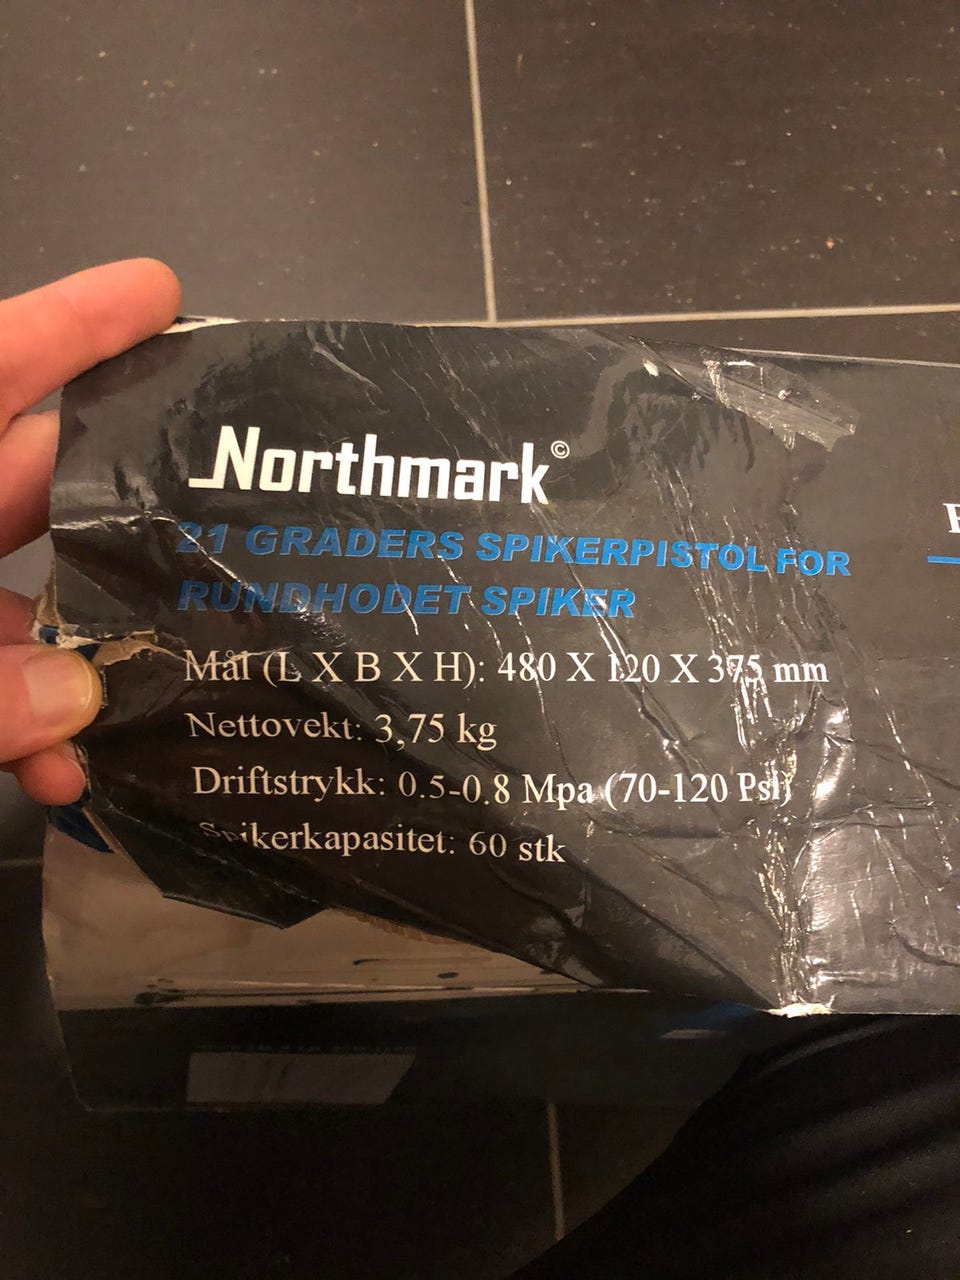 Northmark©
21 GRADERS SPIKERPISTOL FOR
RUNDHODET SPIKER
Mål (L X B X H): 480 X 120 X 375 mm
Nettovekt: 3,75 kg
Driftstrykk: 0.5-0.8 Mpa (70-120 Psi)
Spikerkapasitet: 60 stk